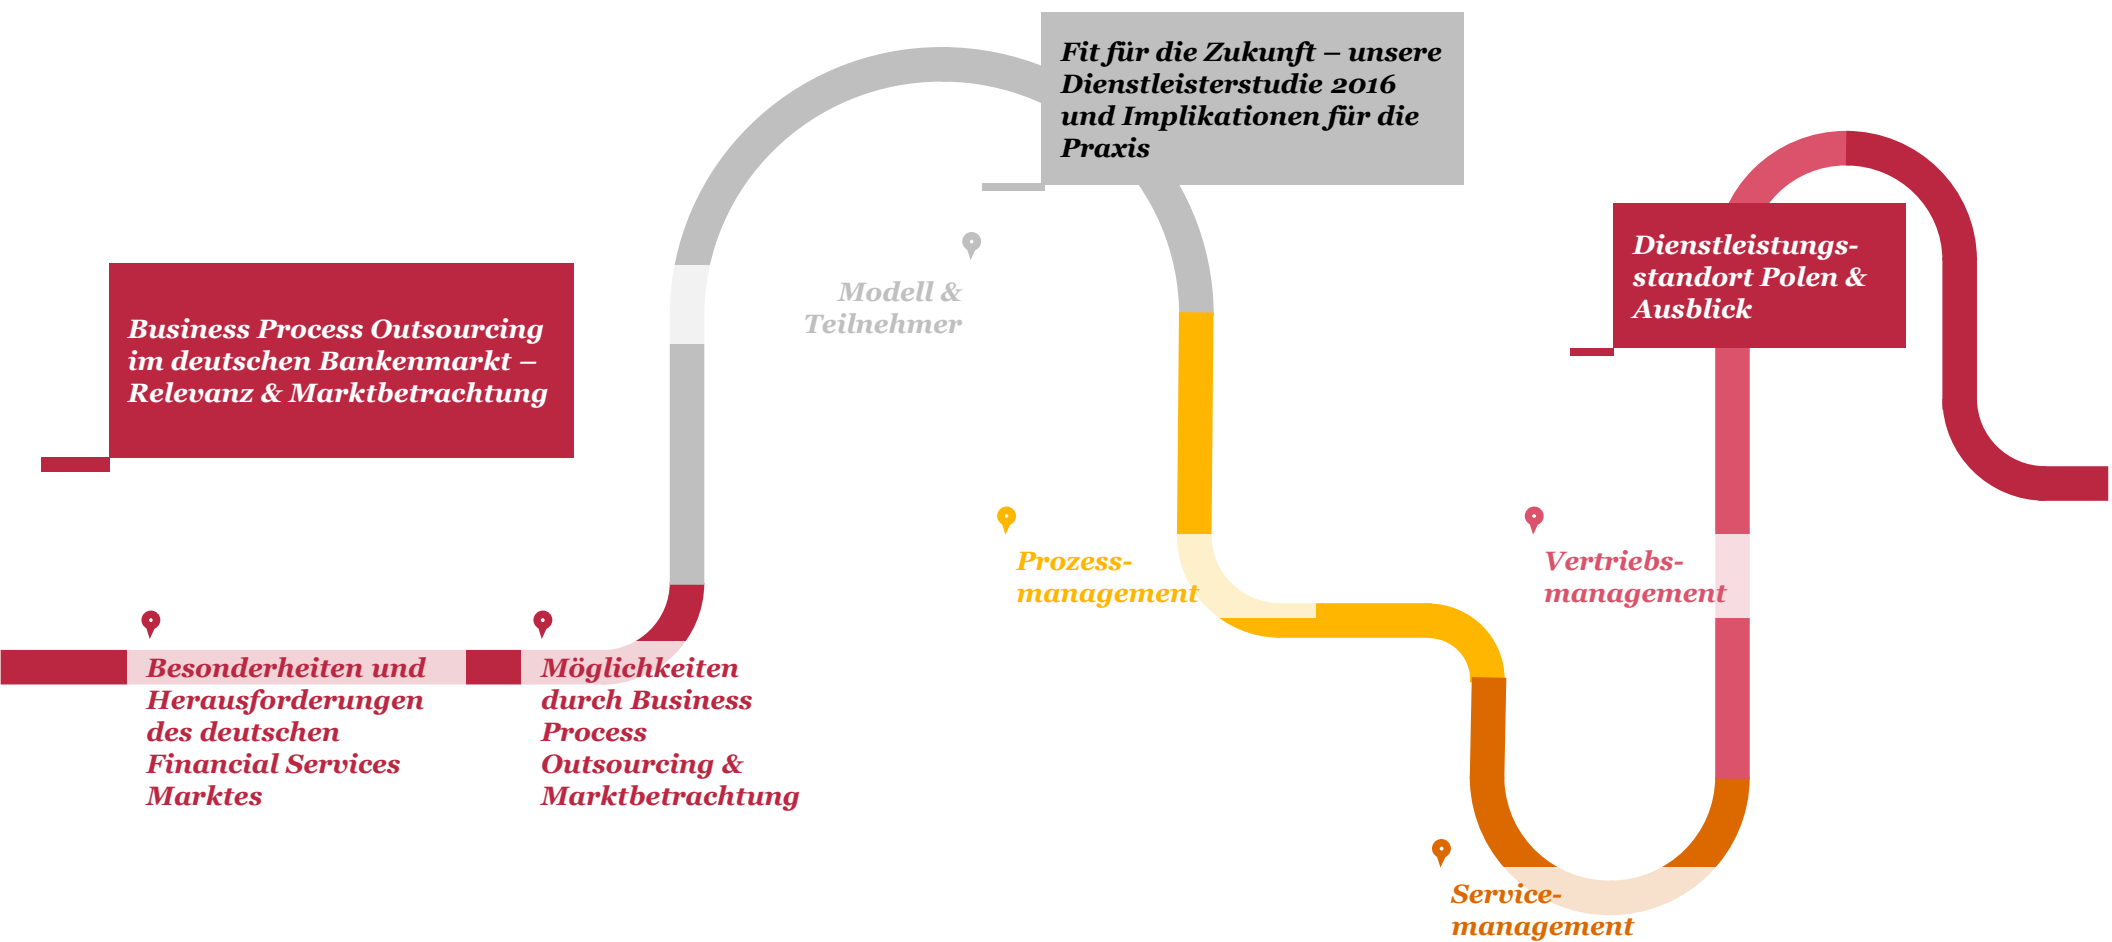 Business Process Outsourcing
im deutschen Bankenmarkt –
Relevanz & Marktbetrachtung
Besonderheiten und
Herausforderungen
des deutschen
Financial Services
Marktes
Möglichkeiten
durch Business
Process
Outsourcing &
Marktbetrachtung
Fit für die Zukunft – unsere
Dienstleisterstudie 2016
und Implikationen für die
Praxis
Modell &
Teilnehmer
Prozess-
management
Service-
management
Vertriebs-
management
Dienstleistungs-
standort Polen &
Ausblick